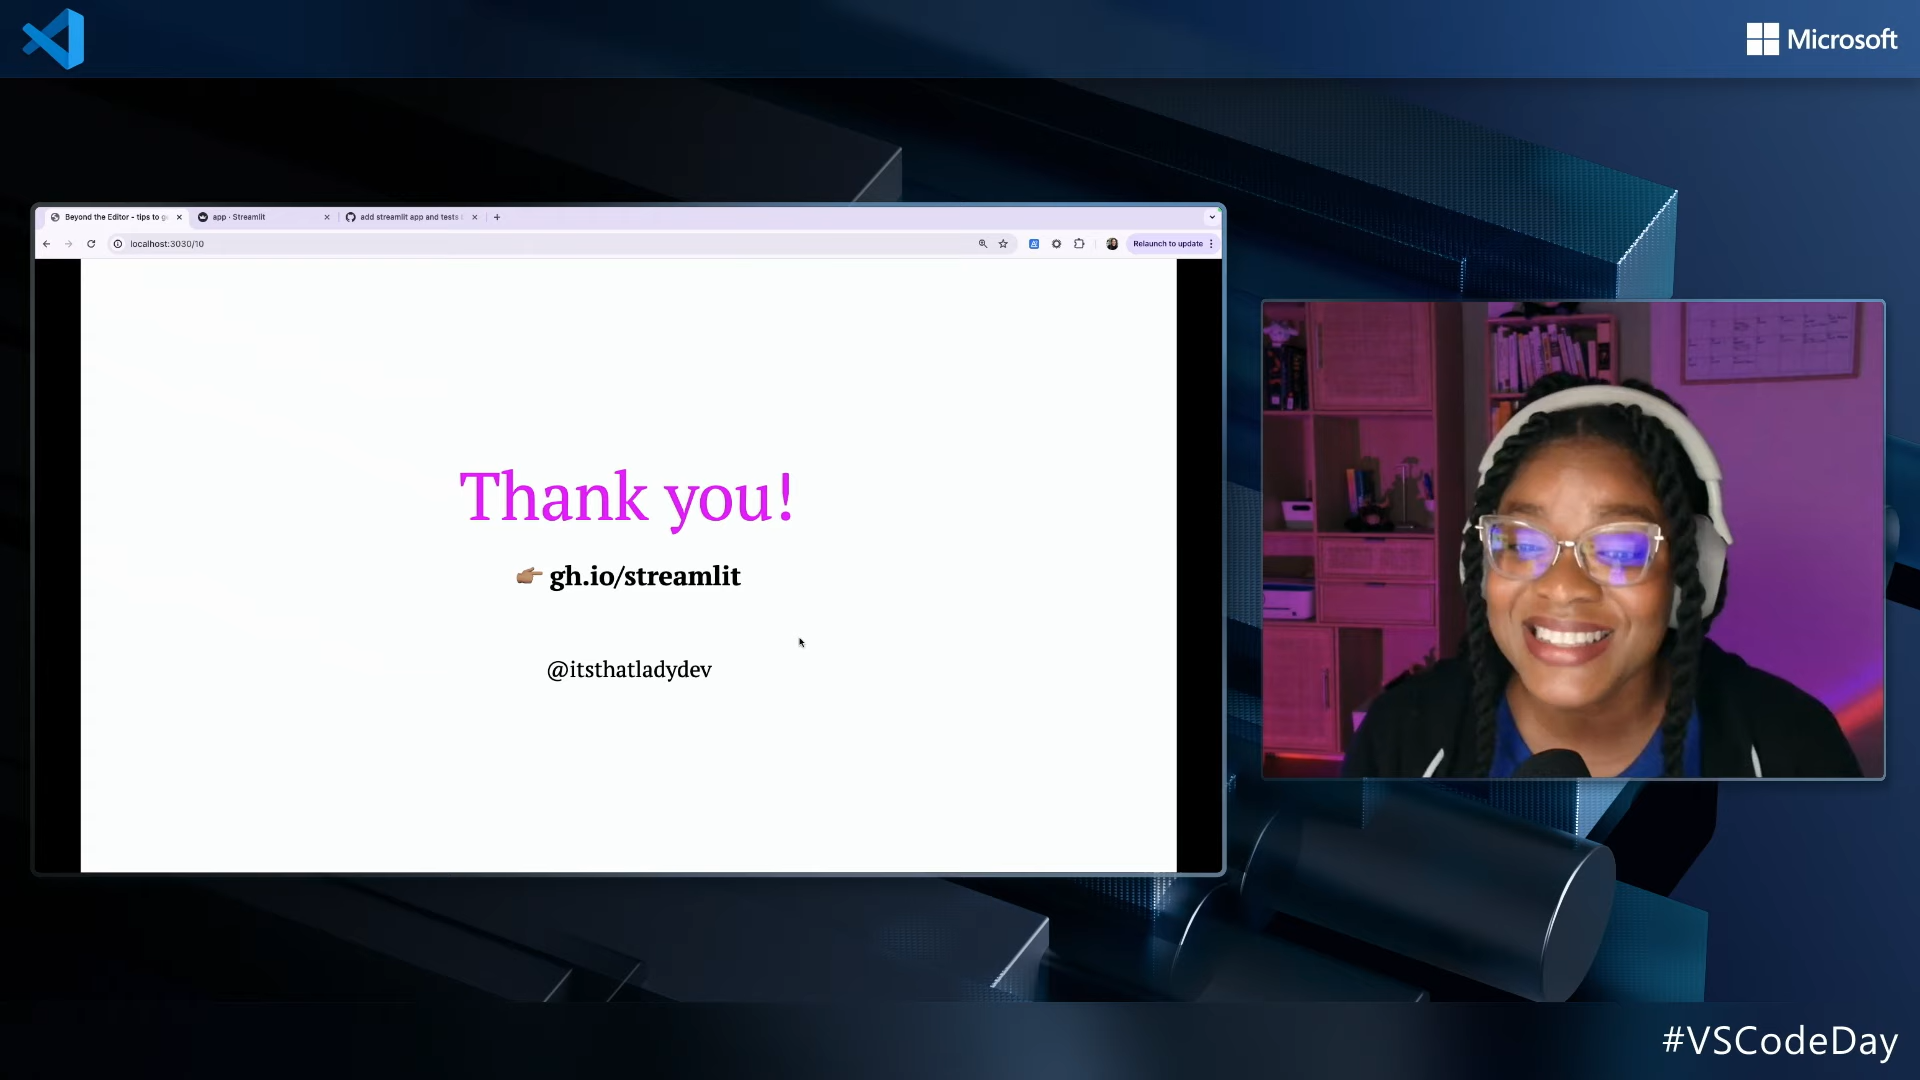 Microsoft
Beyond the Editor - tips to g
app · Streamlit
add streamlit app and tests
localhost:3030/10
Relaunch to update
Thank you!
👉🏽 gh.io/streamlit
@itsthatladydev
#VSCodeDay